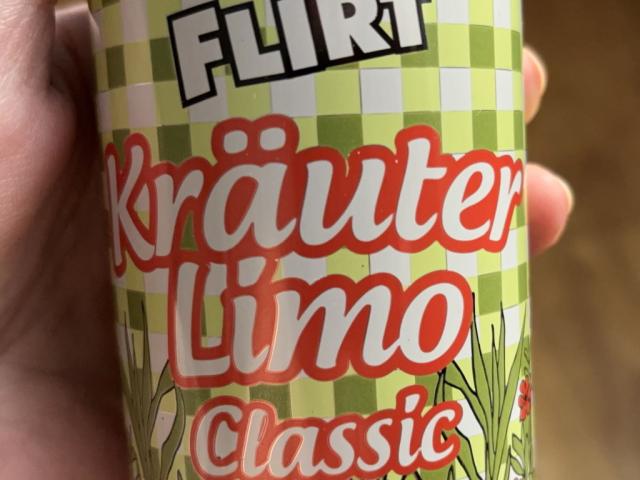 FLIRT
Kräuter
Limo
Classic